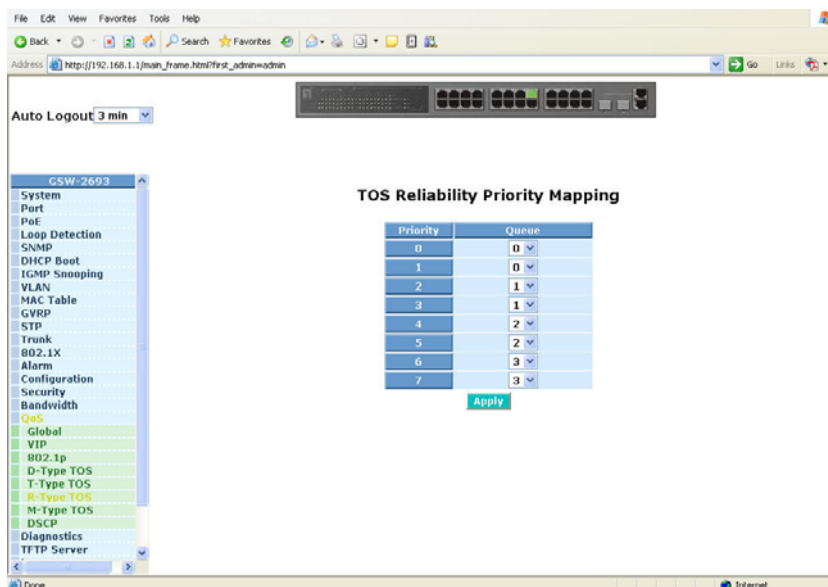 File Edit View Favorites Tools Help
Back Search Favorites
Address http://192.168.1.1/main_frame.html?first_admin=admin Go Links
Auto Logout 3 min
GSW-2693
System
Port
PoE
Loop Detection
SNMP
DHCP Boot
IGMP Snooping
VLAN
MAC Table
GVRP
STP
Trunk
802.1X
Alarm
Configuration
Security
Bandwidth
QoS
Global
VIP
802.1p
D-Type TOS
T-Type TOS
R-Type TOS
M-Type TOS
DSCP
Diagnostics
TFTP Server
TOS Reliability Priority Mapping
Priority Queue
0 0
1 0
2 1
3 1
4 2
5 2
6 3
7 3
Apply
Done Internet